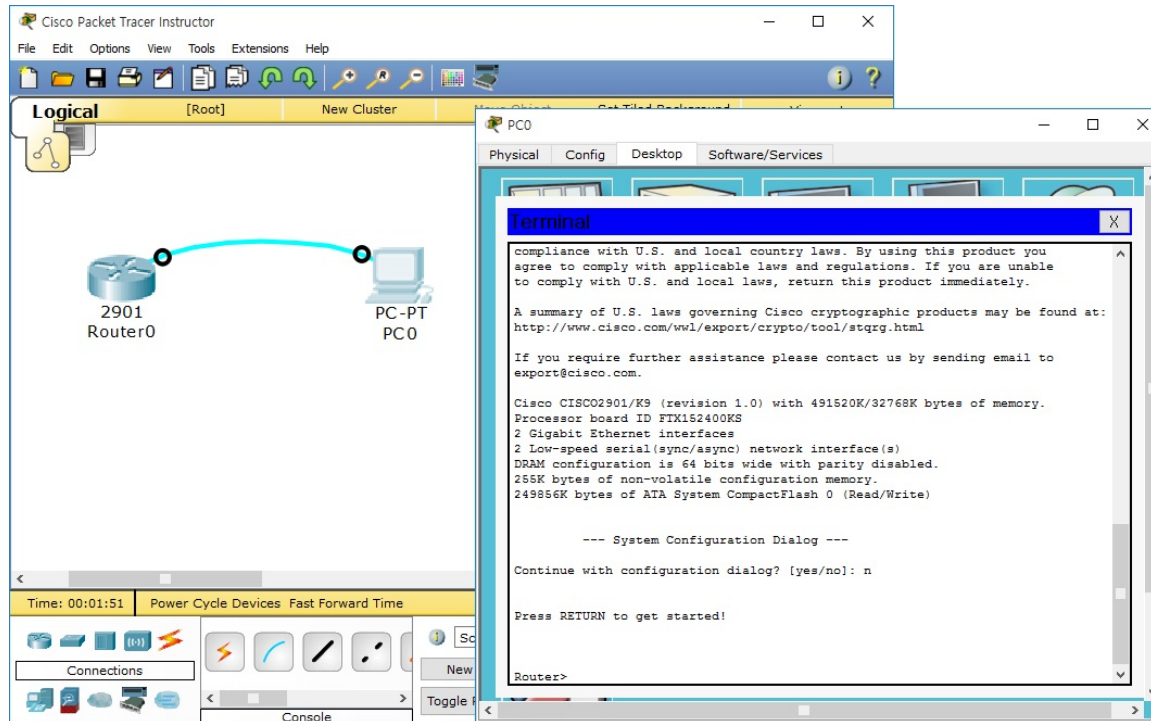 Cisco Packet Tracer Instructor
File Edit Options View Tools Extensions Help
Logical [Root] New Cluster
PC0
Physical Config Desktop Software/Services
Terminal X
compliance with U.S. and local country laws. By using this product you
agree to comply with applicable laws and regulations. If you are unable
to comply with U.S. and local laws, return this product immediately.
A summary of U.S. laws governing Cisco cryptographic products may be found at:
http://www.cisco.com/wwl/export/crypto/tool/stqrg.html
If you require further assistance please contact us by sending email to
export@cisco.com.
Cisco CISCO2901/K9 (revision 1.0) with 491520K/32768K bytes of memory.
Processor board ID FTX152400KS
2 Gigabit Ethernet interfaces
2 Low-speed serial(sync/async) network interface(s)
DRAM configuration is 64 bits wide with parity disabled.
255K bytes of non-volatile configuration memory.
249856K bytes of ATA System CompactFlash 0 (Read/Write)
--- System Configuration Dialog ---
Continue with configuration dialog? [yes/no]: n
Press RETURN to get started!
Router>
2901
Router0
PC-PT
PC0
Time: 00:01:51 Power Cycle Devices Fast Forward Time
Connections
New
Toggle
Console